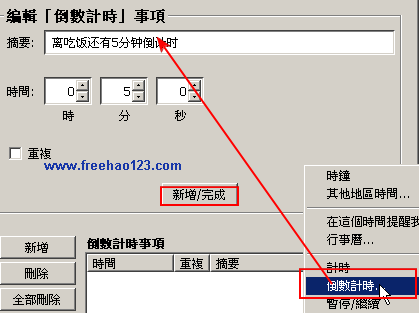 編輯「倒數計時」事項
摘要: 离吃饭还有5分钟倒计时
時間: 0 5 0
時 分 秒
重複
www.freehao123.com
新增/完成
時鐘
其他地區時間...
在這個時間提醒我
行事曆...
計時
倒數計時...
暫停/繼續
新增
刪除
全部刪除
倒數計時事項
時間 重複 摘要